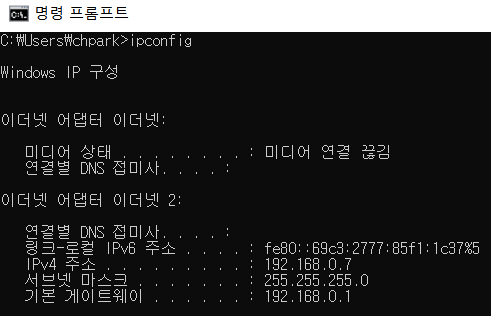 명령 프롬프트
C:\Users\chpark>ipconfig
Windows IP 구성
이더넷 어댑터 이더넷:
미디어 상태 . . . . . . . . : 미디어 연결 끊김
연결별 DNS 접미사. . . . :
이더넷 어댑터 이더넷 2:
연결별 DNS 접미사. . . . :
링크-로컬 IPv6 주소 . . . . : fe80::69c3:2777:85f1:1c37%5
IPv4 주소 . . . . . . . . . : 192.168.0.7
서브넷 마스크 . . . . . . . : 255.255.255.0
기본 게이트웨이 . . . . . . : 192.168.0.1